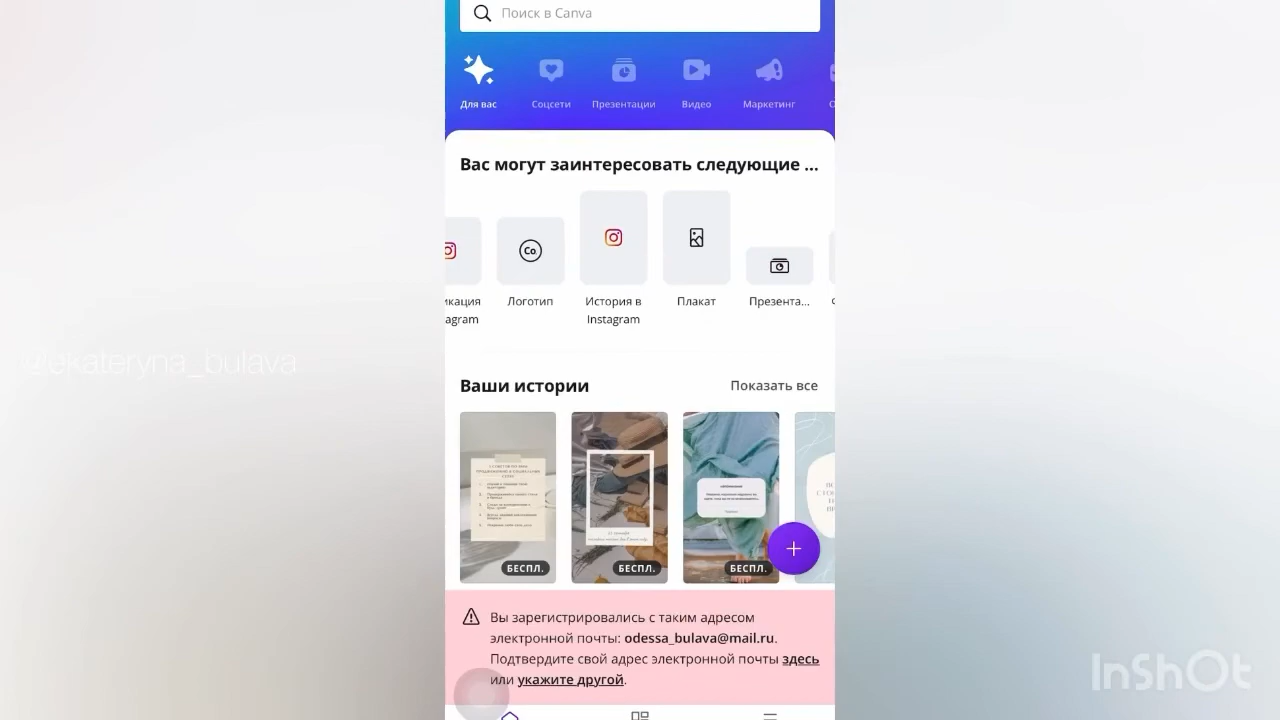 Поиск в Canva
Для вас
Соцсети
Презентации
Видео
Маркетинг
Вас могут заинтересовать следующие ...
икация
agram
Логотип
Co
История в
Instagram
Плакат
Презента...
@ekateryna_bulava
Ваши истории
Показать все
БЕСПЛ.
БЕСПЛ.
БЕСПЛ.
Вы зарегистрировались с таким адресом
электронной почты: odessa_bulava@mail.ru.
Подтвердите свой адрес электронной почты здесь
или укажите другой.
InShOt